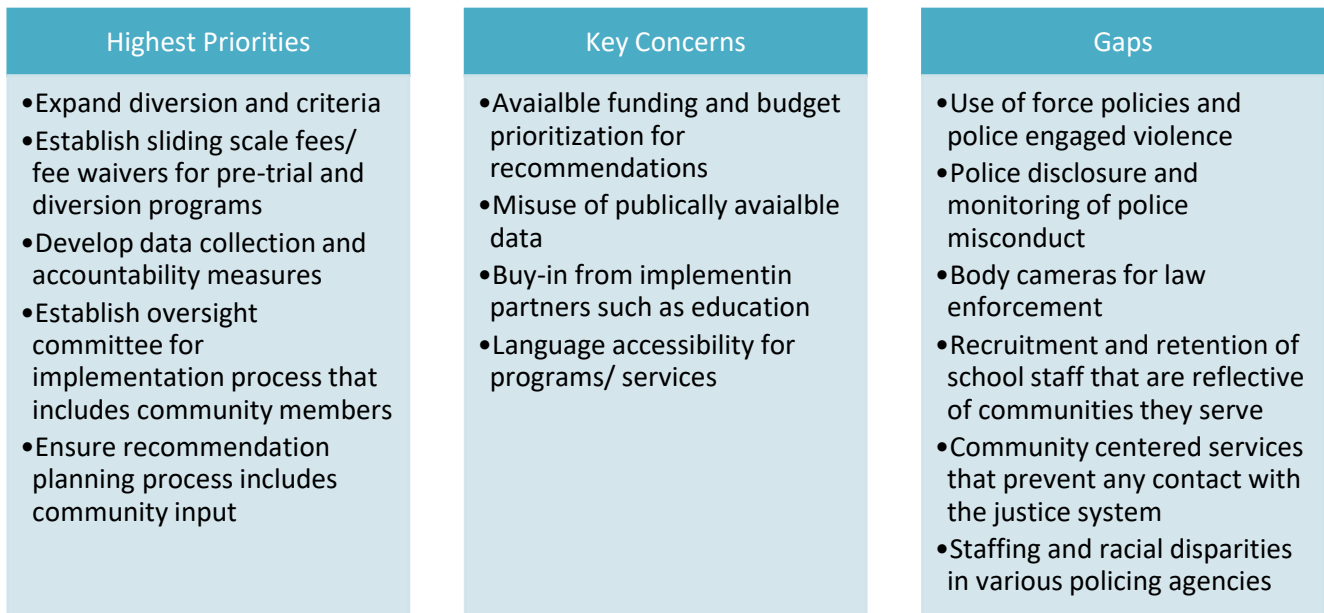 Highest Priorities
•Expand diversion and criteria
•Establish sliding scale fees/
fee waivers for pre-trial and
diversion programs
•Develop data collection and
accountability measures
•Establish oversight
committee for
implementation process that
includes community members
•Ensure recommendation
planning process includes
community input
Key Concerns
•Avaialble funding and budget
prioritization for
recommendations
•Misuse of publically avaialble
data
•Buy-in from implementin
partners such as education
•Language accessibility for
programs/ services
Gaps
•Use of force policies and
police engaged violence
•Police disclosure and
monitoring of police
misconduct
•Body cameras for law
enforcement
•Recruitment and retention of
school staff that are reflective
of communities they serve
•Community centered services
that prevent any contact with
the justice system
•Staffing and racial disparities
in various policing agencies